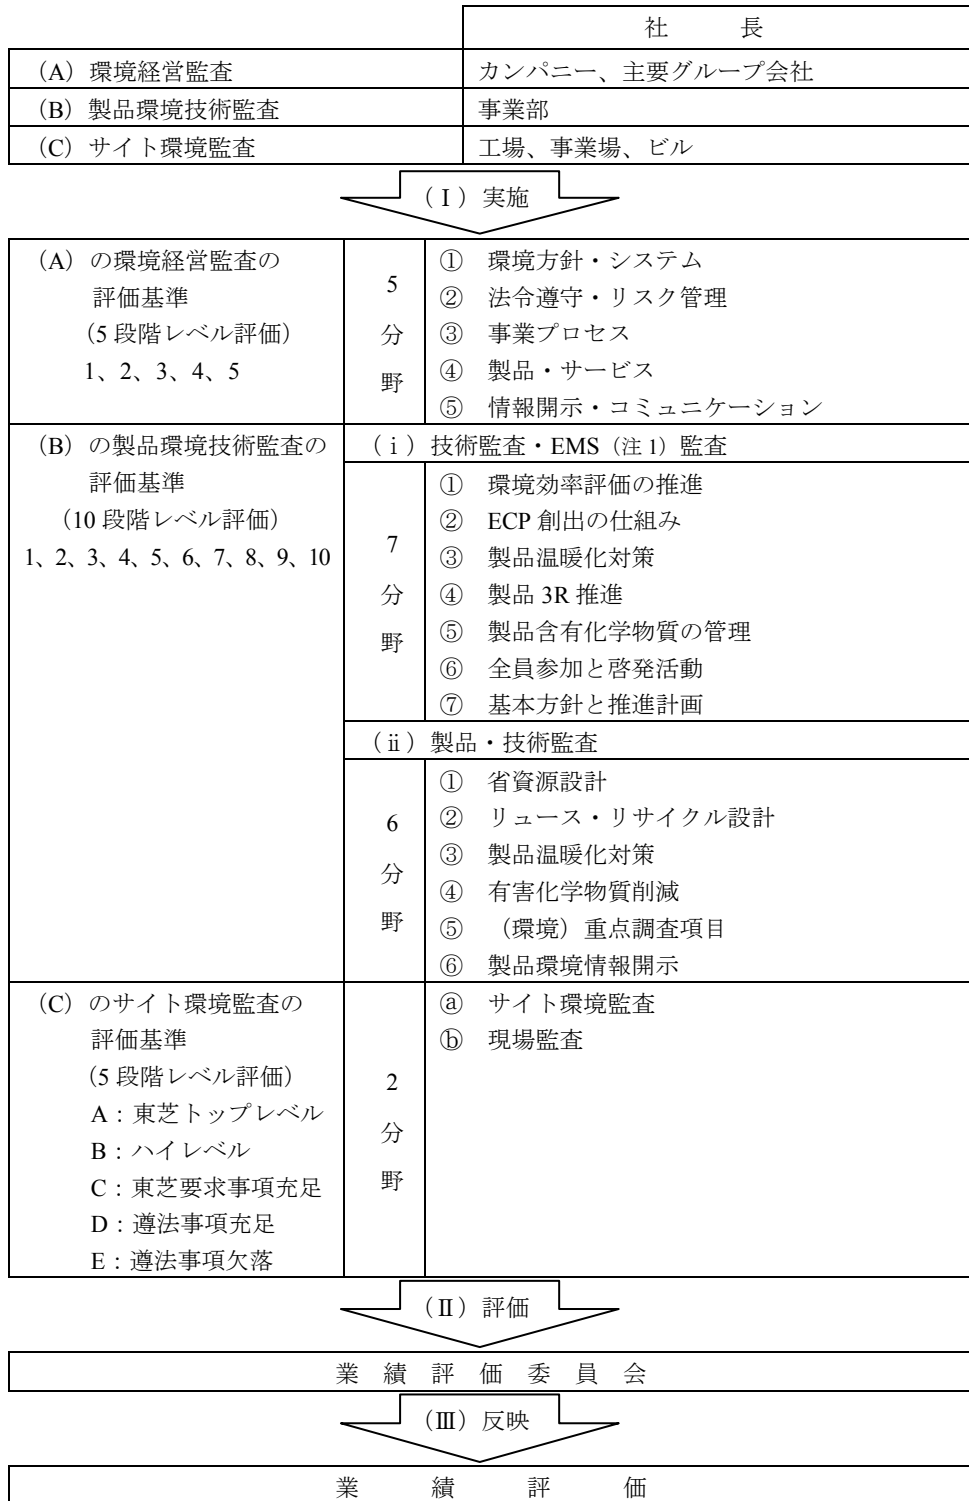 社　　　長
(A) 環境経営監査　カンパニー、主要グループ会社
(B) 製品環境技術監査　事業部
(C) サイト環境監査　工場、事業場、ビル
(Ⅰ) 実施
(A) の環境経営監査の
評価基準
(5 段階レベル評価)
1、2、3、4、5
5
分
野
① 環境方針・システム
② 法令遵守・リスク管理
③ 事業プロセス
④ 製品・サービス
⑤ 情報開示・コミュニケーション
(B) の製品環境技術監査の
評価基準
(10 段階レベル評価)
1、2、3、4、5、6、7、8、9、10
(ⅰ) 技術監査・EMS (注 1) 監査
7
分
野
① 環境効率評価の推進
② ECP 創出の仕組み
③ 製品温暖化対策
④ 製品 3R 推進
⑤ 製品含有化学物質の管理
⑥ 全員参加と啓発活動
⑦ 基本方針と推進計画
(ⅱ) 製品・技術監査
6
分
野
① 省資源設計
② リュース・リサイクル設計
③ 製品温暖化対策
④ 有害化学物質削減
⑤ (環境) 重点調査項目
⑥ 製品環境情報開示
(C) のサイト環境監査の
評価基準
(5 段階レベル評価)
A：東芝トップレベル
B：ハイレベル
C：東芝要求事項充足
D：遵法事項充足
E：遵法事項欠落
2
分
野
ⓐ サイト環境監査
ⓑ 現場監査
(Ⅱ) 評価
業　績　評　価　委　員　会
(Ⅲ) 反映
業　　績　　評　　価